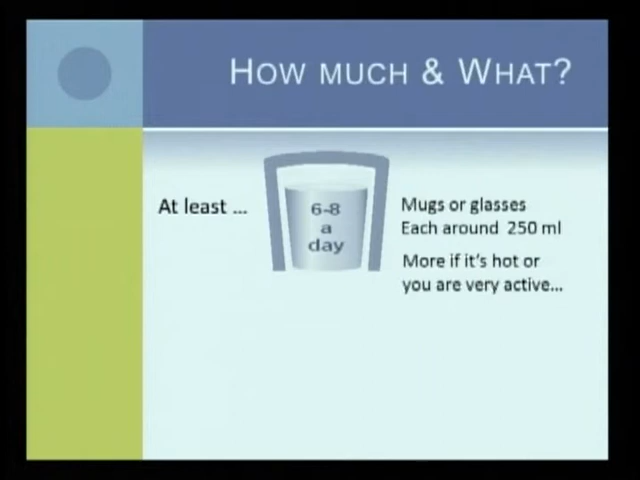 HOW MUCH & WHAT?
At least ...
6-8
a
day
Mugs or glasses
Each around 250 ml
More if it's hot or
you are very active...